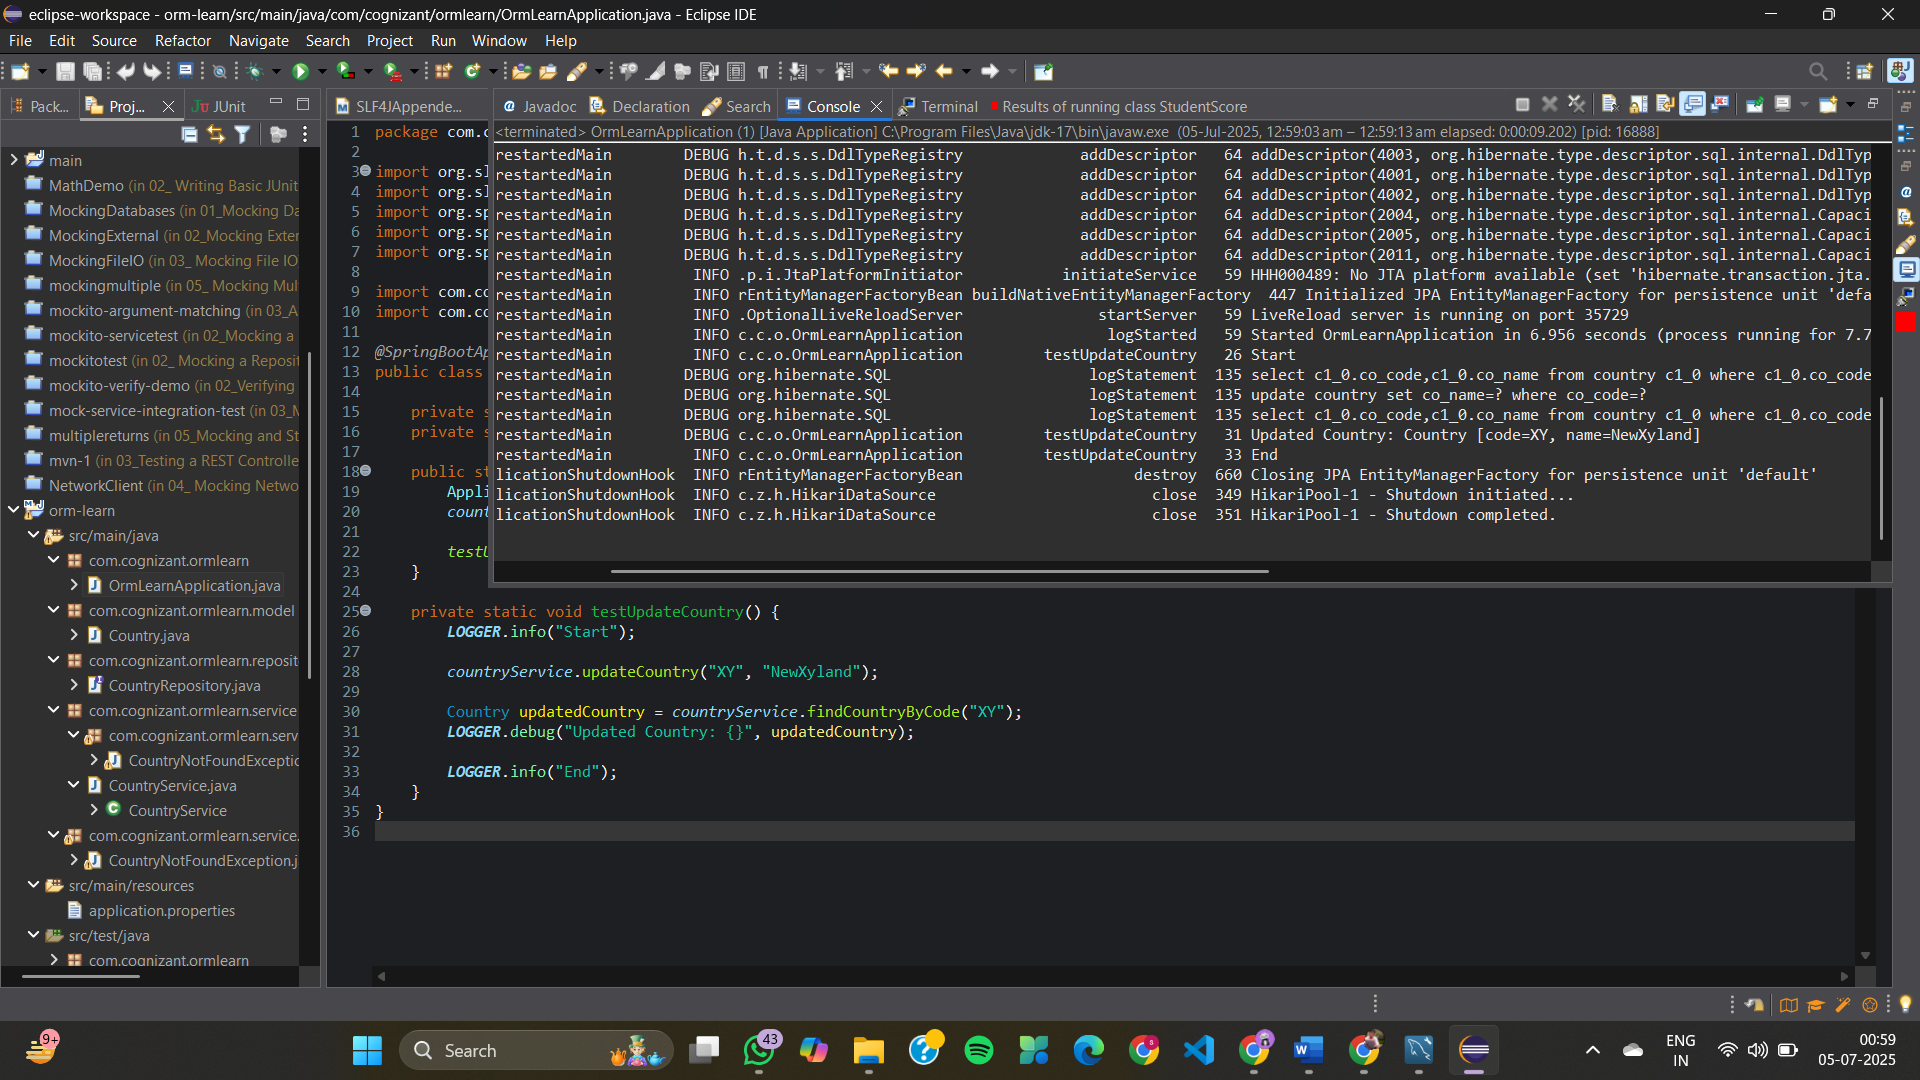 eclipse-workspace - orm-learn/src/main/java/com/cognizant/ormlearn/OrmLearnApplication.java - Eclipse IDE
File Edit Source Refactor Navigate Search Project Run Window Help
Pack... Proj... JUnit
SLF4JAppende...
Javadoc Declaration Search Console Terminal Results of running class StudentScore
<terminated> OrmLearnApplication (1) [Java Application] C:\Program Files\Java\jdk-17\bin\javaw.exe (05-Jul-2025, 12:59:03 am – 12:59:13 am elapsed: 0:00:09.202) [pid: 16888]
restartedMain DEBUG h.t.d.s.s.DdlTypeRegistry addDescriptor 64 addDescriptor(4003, org.hibernate.type.descriptor.sql.internal.DdlTyp
restartedMain DEBUG h.t.d.s.s.DdlTypeRegistry addDescriptor 64 addDescriptor(4001, org.hibernate.type.descriptor.sql.internal.DdlTyp
restartedMain DEBUG h.t.d.s.s.DdlTypeRegistry addDescriptor 64 addDescriptor(4002, org.hibernate.type.descriptor.sql.internal.DdlTyp
restartedMain DEBUG h.t.d.s.s.DdlTypeRegistry addDescriptor 64 addDescriptor(2004, org.hibernate.type.descriptor.sql.internal.Capaci
restartedMain DEBUG h.t.d.s.s.DdlTypeRegistry addDescriptor 64 addDescriptor(2005, org.hibernate.type.descriptor.sql.internal.Capaci
restartedMain DEBUG h.t.d.s.s.DdlTypeRegistry addDescriptor 64 addDescriptor(2011, org.hibernate.type.descriptor.sql.internal.Capaci
restartedMain INFO .p.i.JtaPlatformInitiator initiateService 59 HHH000489: No JTA platform available (set 'hibernate.transaction.jta.
restartedMain INFO rEntityManagerFactoryBean buildNativeEntityManagerFactory 447 Initialized JPA EntityManagerFactory for persistence unit 'defa
restartedMain INFO .OptionalLiveReloadServer startServer 59 LiveReload server is running on port 35729
restartedMain INFO c.c.o.OrmLearnApplication logStarted 59 Started OrmLearnApplication in 6.956 seconds (process running for 7.7
restartedMain INFO c.c.o.OrmLearnApplication testUpdateCountry 26 Start
restartedMain DEBUG org.hibernate.SQL logStatement 135 select c1_0.co_code,c1_0.co_name from country c1_0 where c1_0.co_code
restartedMain DEBUG org.hibernate.SQL logStatement 135 update country set co_name=? where co_code=?
restartedMain DEBUG org.hibernate.SQL logStatement 135 select c1_0.co_code,c1_0.co_name from country c1_0 where c1_0.co_code
restartedMain DEBUG c.c.o.OrmLearnApplication testUpdateCountry 31 Updated Country: Country [code=XY, name=NewXyland]
restartedMain INFO c.c.o.OrmLearnApplication testUpdateCountry 33 End
licationShutdownHook INFO rEntityManagerFactoryBean destroy 660 Closing JPA EntityManagerFactory for persistence unit 'default'
licationShutdownHook INFO c.z.h.HikariDataSource close 349 HikariPool-1 - Shutdown initiated...
licationShutdownHook INFO c.z.h.HikariDataSource close 351 HikariPool-1 - Shutdown completed.
main
MathDemo (in 02_ Writing Basic JUnit
MockingDatabases (in 01_Mocking Da
MockingExternal (in 02_Mocking Exter
MockingFileIO (in 03_ Mocking File IO
mockingmultiple (in 05_ Mocking Mul
mockito-argument-matching (in 03_A
mockito-servicetest (in 02_Mocking a
mockitotest (in 02_ Mocking a Reposit
mockito-verify-demo (in 02_Verifying
mock-service-integration-test (in 03_M
multiplereturns (in 05_Mocking and St
mvn-1 (in 03_Testing a REST Controlle
NetworkClient (in 04_ Mocking Netwo
orm-learn
src/main/java
com.cognizant.ormlearn
OrmLearnApplication.java
com.cognizant.ormlearn.model
Country.java
com.cognizant.ormlearn.reposit
CountryRepository.java
com.cognizant.ormlearn.service
com.cognizant.ormlearn.serv
CountryNotFoundExceptic
CountryService.java
CountryService
com.cognizant.ormlearn.service.
CountryNotFoundException.j
src/main/resources
application.properties
src/test/java
com.cognizant.ormlearn
1 package com.c
2
3 import org.sl
4 import org.sl
5 import org.sp
6 import org.sp
7 import org.sp
8
9 import com.co
10 import com.co
11
12 @SpringBootAp
13 public class
14
15 private s
16 private s
17
18 public st
19 Appli
20 count
21
22 testU
23 }
24
25 private static void testUpdateCountry() {
26 LOGGER.info("Start");
27
28 countryService.updateCountry("XY", "NewXyland");
29
30 Country updatedCountry = countryService.findCountryByCode("XY");
31 LOGGER.debug("Updated Country: {}", updatedCountry);
32
33 LOGGER.info("End");
34 }
35 }
36
9+
Search
43
ENG
IN
00:59
05-07-2025